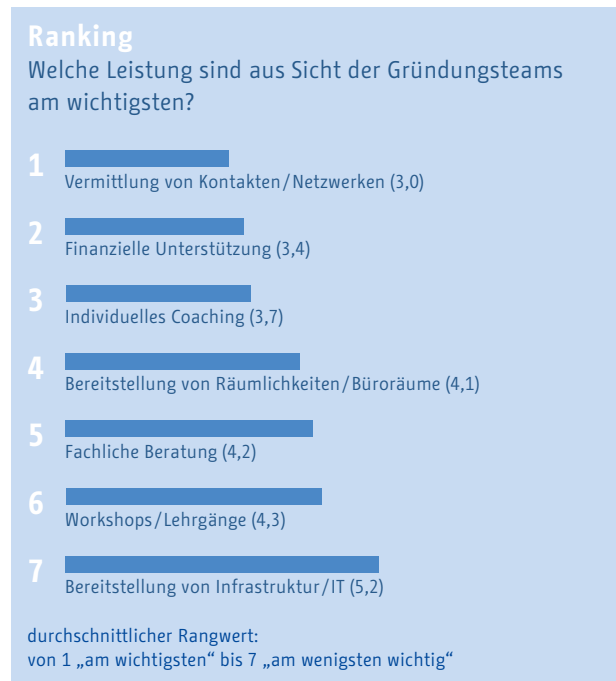 Ranking
Welche Leistung sind aus Sicht der Gründungsteams
am wichtigsten?
1
Vermittlung von Kontakten/Netzwerken (3,0)
2
Finanzielle Unterstützung (3,4)
3
Individuelles Coaching (3,7)
4
Bereitstellung von Räumlichkeiten/Büroräume (4,1)
5
Fachliche Beratung (4,2)
6
Workshops/Lehrgänge (4,3)
7
Bereitstellung von Infrastruktur/IT (5,2)
durchschnittlicher Rangwert:
von 1 „am wichtigsten“ bis 7 „am wenigsten wichtig“